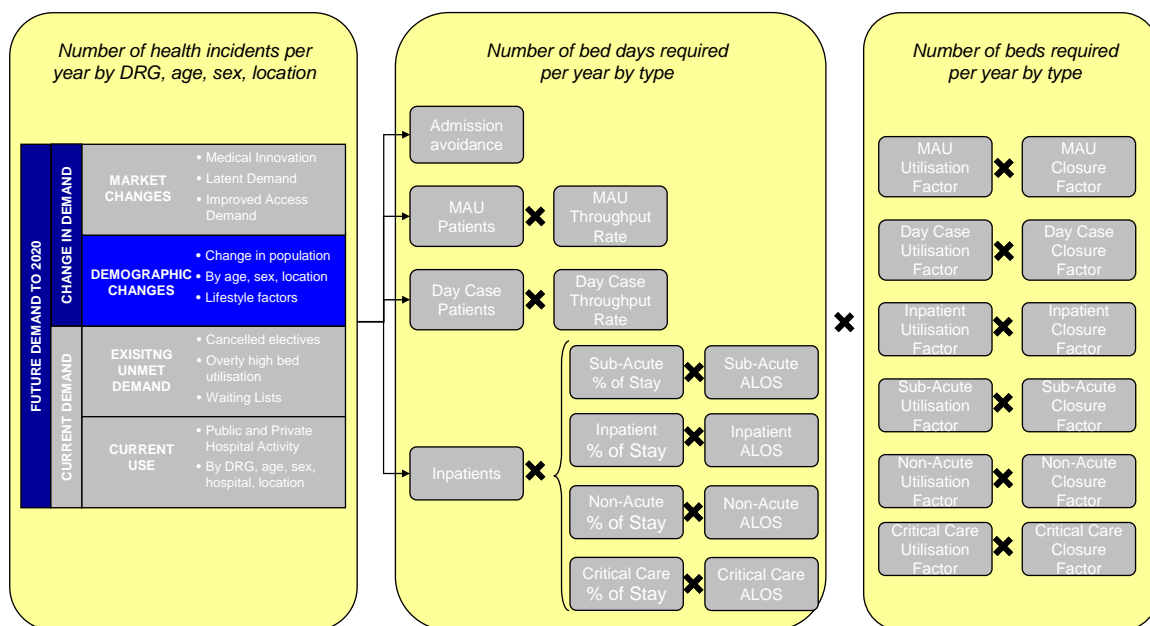 Number of health incidents per
year by DRG, age, sex, location
FUTURE DEMAND TO 2020
CHANGE IN DEMAND
MARKET
CHANGES
• Medical Innovation
• Latent Demand
• Improved Access
Demand
DEMOGRAPHIC
CHANGES
• Change in population
• By age, sex, location
• Lifestyle factors
CURRENT DEMAND
EXISITNG
UNMET
DEMAND
• Cancelled electives
• Overly high bed
utilisation
• Waiting Lists
CURRENT
USE
• Public and Private
Hospital Activity
• By DRG, age, sex,
hospital, location
Number of bed days required
per year by type
Admission
avoidance
MAU
Patients
MAU
Throughput
Rate
Day Case
Patients
Day Case
Throughput
Rate
Inpatients
Sub-Acute
% of Stay
Sub-Acute
ALOS
Inpatient
% of Stay
Inpatient
ALOS
Non-Acute
% of Stay
Non-Acute
ALOS
Critical Care
% of Stay
Critical Care
ALOS
Number of beds required
per year by type
MAU
Utilisation
Factor
MAU
Closure
Factor
Day Case
Utilisation
Factor
Day Case
Closure
Factor
Inpatient
Utilisation
Factor
Inpatient
Closure
Factor
Sub-Acute
Utilisation
Factor
Sub-Acute
Closure
Factor
Non-Acute
Utilisation
Factor
Non-Acute
Closure
Factor
Critical Care
Utilisation
Factor
Critical Care
Closure
Factor